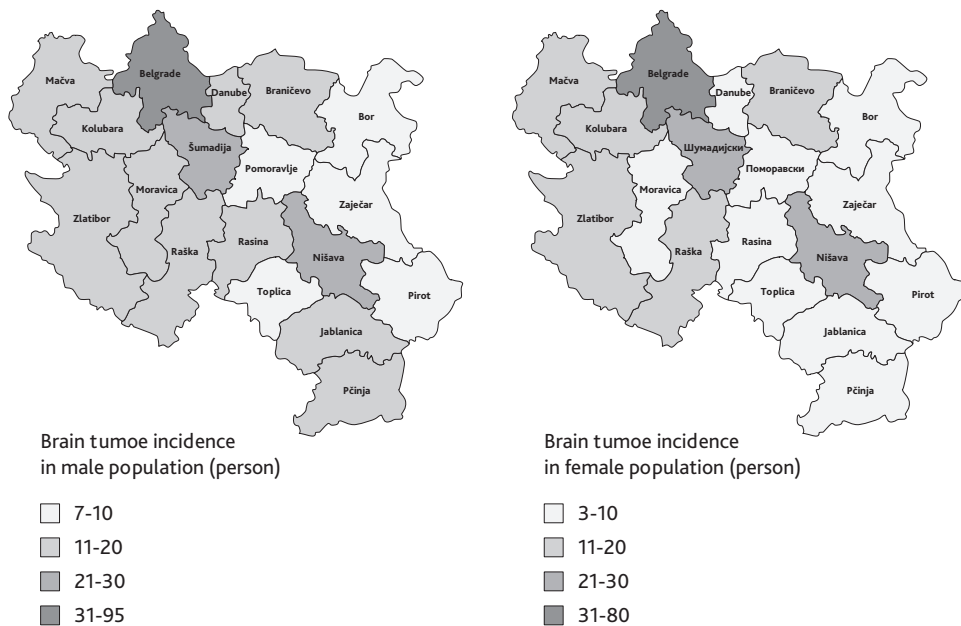 Mačva
Belgrade
Danube
Braničevo
Bor
Kolubara
Šumadija
Pomoravlje
Moravica
Zaječar
Zlatibor
Raška
Rasina
Nišava
Toplica
Pirot
Jablanica
Pčinja
Brain tumoe incidence
in male population (person)
7-10
11-20
21-30
31-95
Mačva
Belgrade
Danube
Braničevo
Bor
Kolubara
Шумадијски
Поморавски
Moravica
Zaječar
Zlatibor
Raška
Rasina
Nišava
Toplica
Pirot
Jablanica
Pčinja
Brain tumoe incidence
in female population (person)
3-10
11-20
21-30
31-80